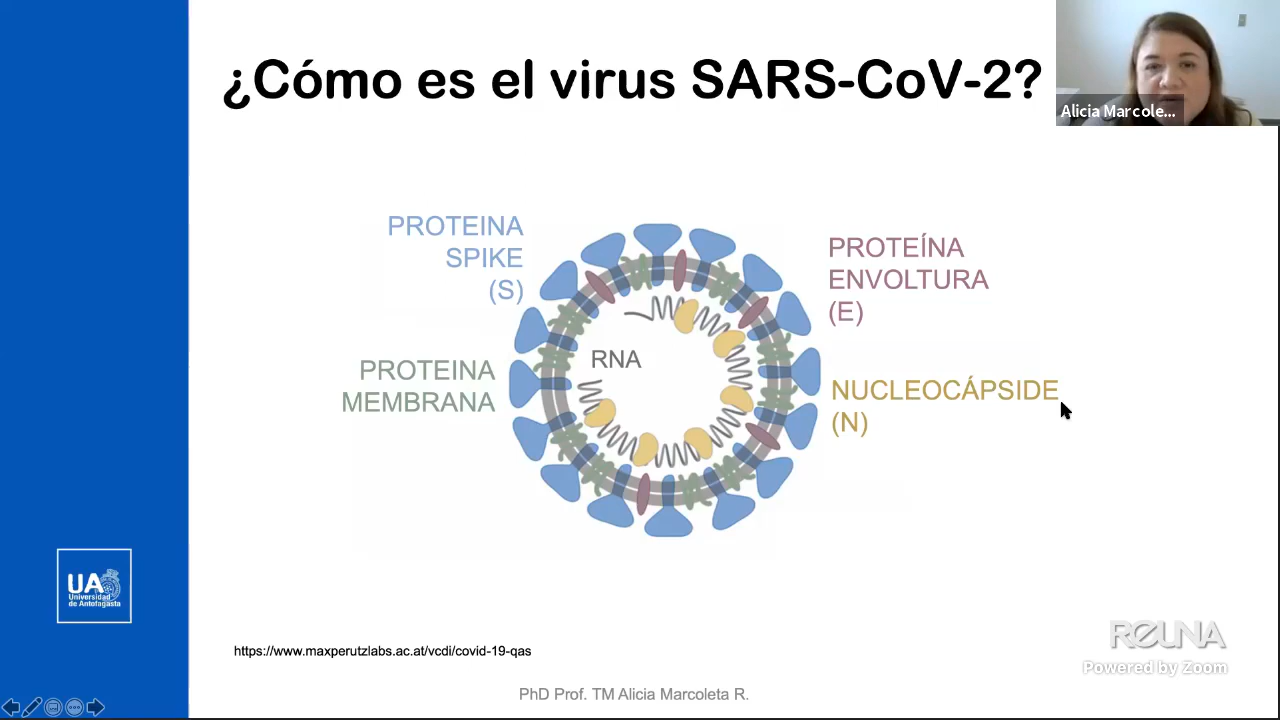 ¿Cómo es el virus SARS-CoV-2?
Alicia Marcole...
PROTEINA
SPIKE
(S)
PROTEÍNA
ENVOLTURA
(E)
RNA
PROTEINA
MEMBRANA
NUCLEOCÁPSIDE
(N)
UA
Universidad
de Antofagasta
https://www.maxperutzlabs.ac.at/vcdi/covid-19-qas
REUNA
Powered by Zoom
PhD Prof. TM Alicia Marcoleta R.